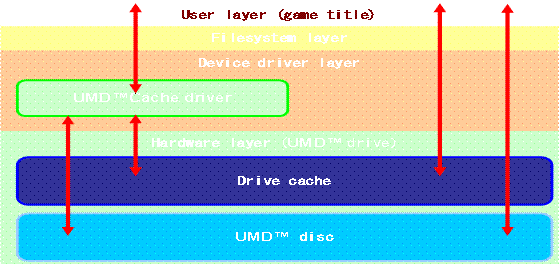 User layer (game title)
Filesystem layer
Device driver layer
UMD™Cache driver
Hardware layer (UMD™drive)
Drive cache
UMD™ disc